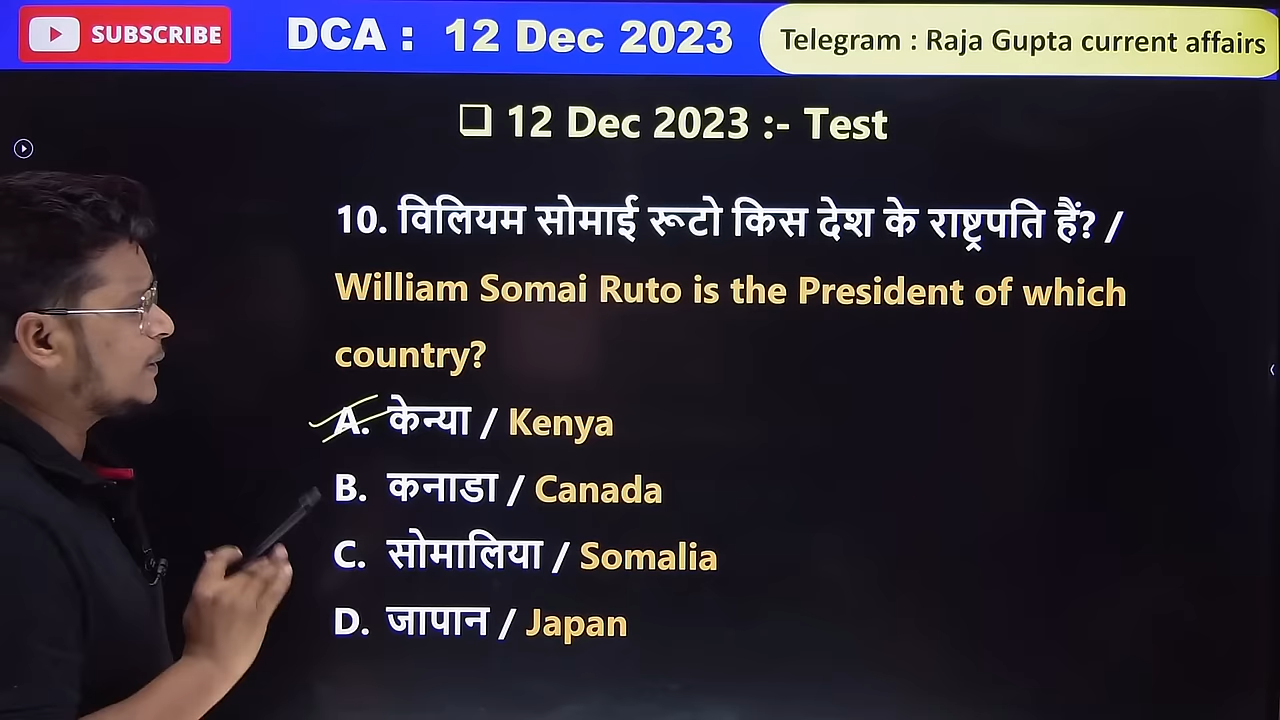 SUBSCRIBE
DCA : 12 Dec 2023
Telegram : Raja Gupta current affairs
❑ 12 Dec 2023 :- Test
10. विलियम सोमाई रूटो किस देश के राष्ट्रपति हैं? /
William Somai Ruto is the President of which
country?
A. केन्या / Kenya
B. कनाडा / Canada
C. सोमालिया / Somalia
D. जापान / Japan